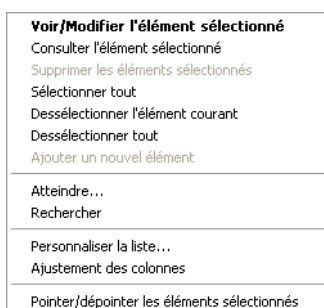 Voir/Modifier l'élément sélectionné
Consulter l'élément sélectionné
Supprimer les éléments sélectionnés
Sélectionner tout
Dessélectionner l'élément courant
Dessélectionner tout
Ajouter un nouvel élément
Atteindre...
Rechercher
Personnaliser la liste...
Ajustement des colonnes
Pointer/dépointer les éléments sélectionnés